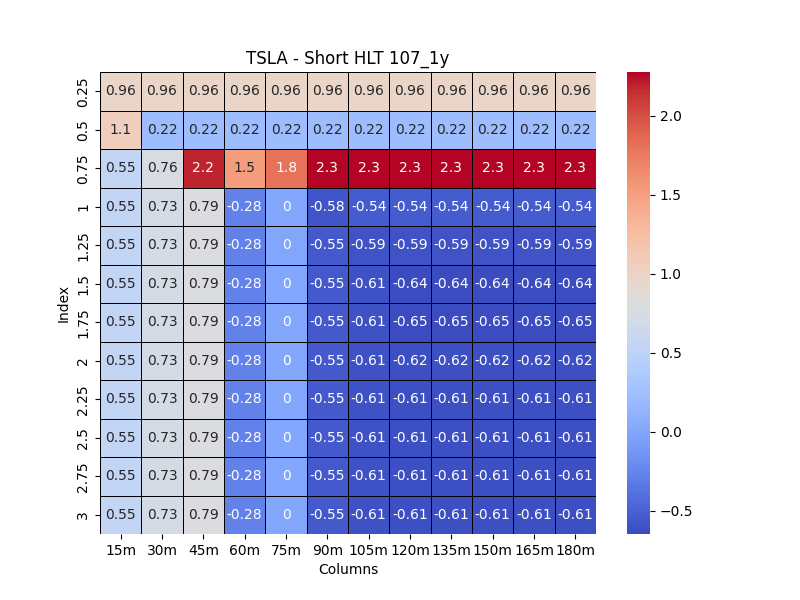 TSLA - Short HLT 107_1y
0.25 0.96 0.96 0.96 0.96 0.96 0.96 0.96 0.96 0.96 0.96 0.96 0.96
0.5 1.1 0.22 0.22 0.22 0.22 0.22 0.22 0.22 0.22 0.22 0.22 0.22
0.75 0.55 0.76 2.2 1.5 1.8 2.3 2.3 2.3 2.3 2.3 2.3 2.3
1 0.55 0.73 0.79 -0.28 0 -0.58 -0.54 -0.54 -0.54 -0.54 -0.54 -0.54
1.25 0.55 0.73 0.79 -0.28 0 -0.55 -0.59 -0.59 -0.59 -0.59 -0.59 -0.59
1.5 0.55 0.73 0.79 -0.28 0 -0.55 -0.61 -0.64 -0.64 -0.64 -0.64 -0.64
1.75 0.55 0.73 0.79 -0.28 0 -0.55 -0.61 -0.65 -0.65 -0.65 -0.65 -0.65
2 0.55 0.73 0.79 -0.28 0 -0.55 -0.61 -0.62 -0.62 -0.62 -0.62 -0.62
2.25 0.55 0.73 0.79 -0.28 0 -0.55 -0.61 -0.61 -0.61 -0.61 -0.61 -0.61
2.5 0.55 0.73 0.79 -0.28 0 -0.55 -0.61 -0.61 -0.61 -0.61 -0.61 -0.61
2.75 0.55 0.73 0.79 -0.28 0 -0.55 -0.61 -0.61 -0.61 -0.61 -0.61 -0.61
3 0.55 0.73 0.79 -0.28 0 -0.55 -0.61 -0.61 -0.61 -0.61 -0.61 -0.61
15m 30m 45m 60m 75m 90m 105m 120m 135m 150m 165m 180m
Columns
Index
2.0
1.5
1.0
0.5
0.0
−0.5